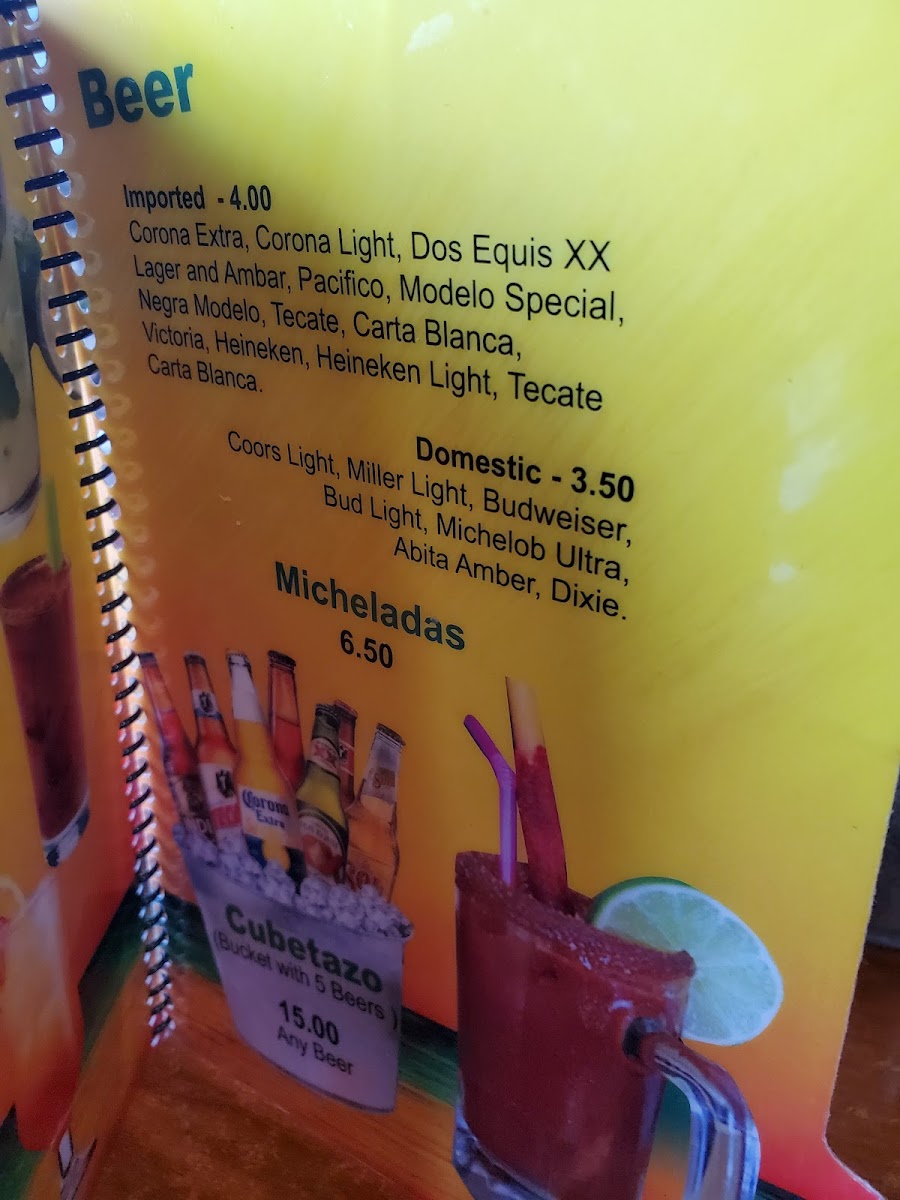 Beer
Imported - 4.00
Corona Extra, Corona Light, Dos Equis XX
Lager and Ambar, Pacifico, Modelo Special,
Negra Modelo, Tecate, Carta Blanca,
Victoria, Heineken, Heineken Light, Tecate
Carta Blanca.
Domestic - 3.50
Coors Light, Miller Light, Budweiser,
Bud Light, Michelob Ultra,
Abita Amber, Dixie.
Micheladas
6.50
Corona
Extra
Cubetazo
(Bucket with 5 Beers )
15.00
Any Beer